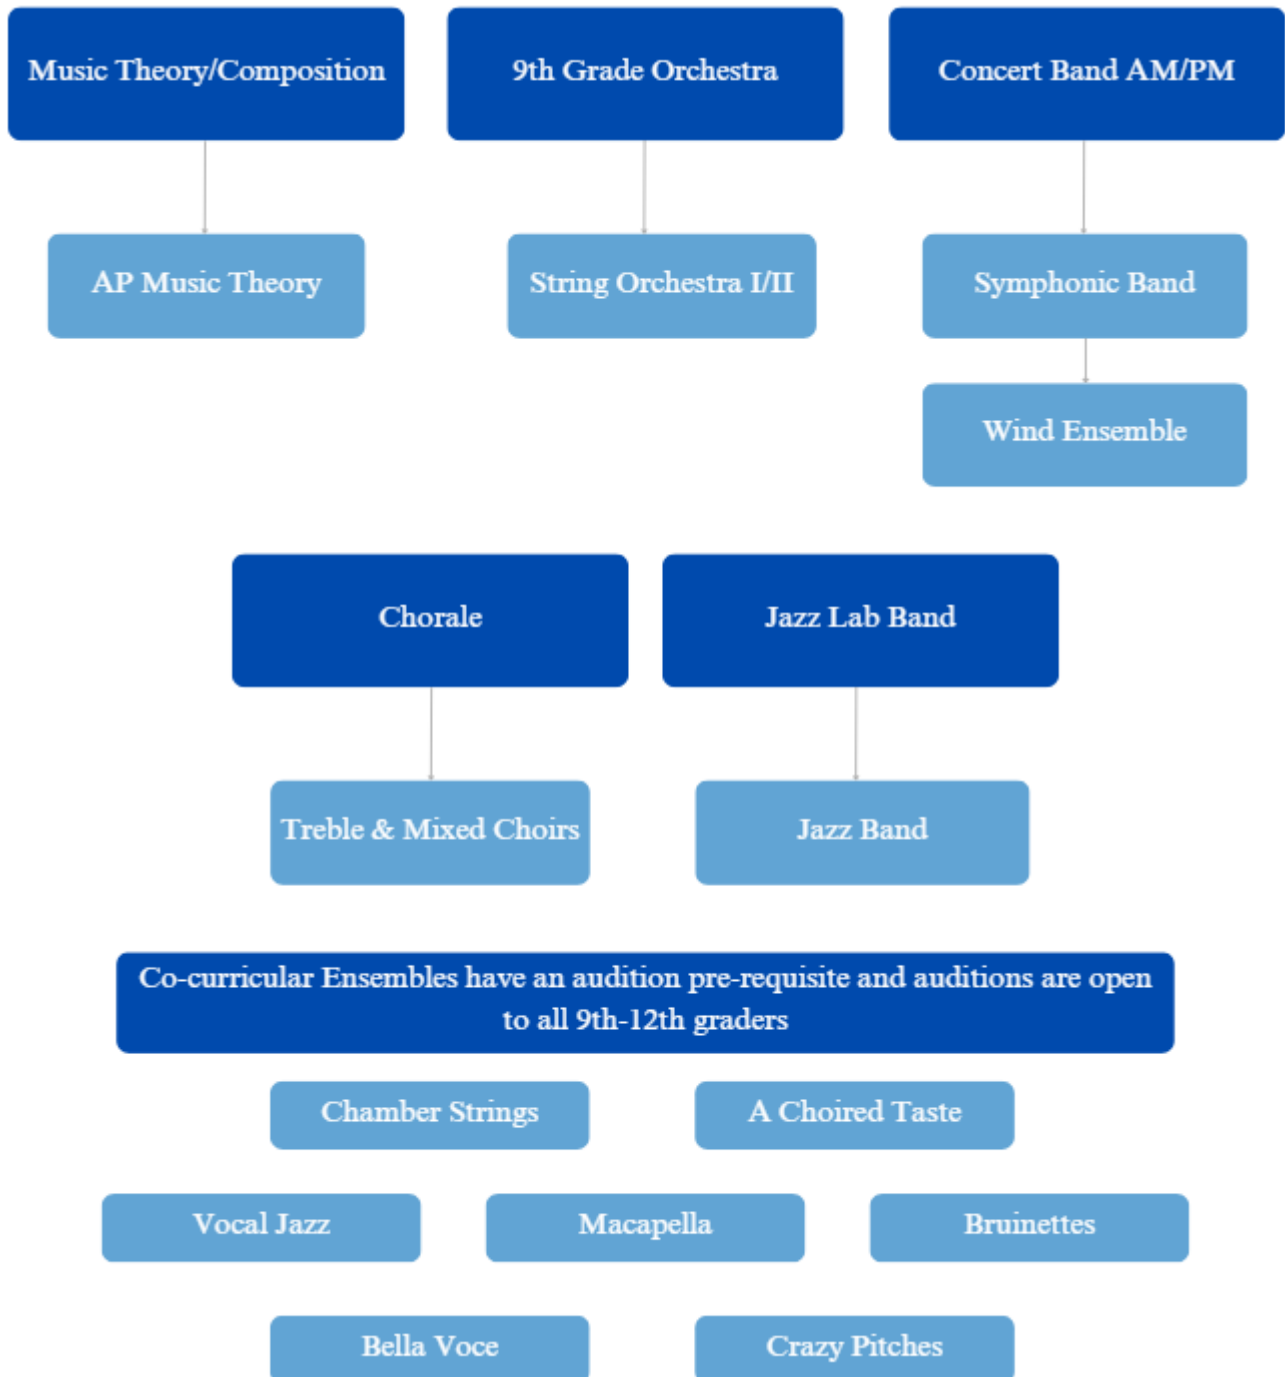 Music Theory/Composition
9th Grade Orchestra
Concert Band AM/PM
AP Music Theory
String Orchestra I/II
Symphonic Band
Wind Ensemble
Chorale
Jazz Lab Band
Treble & Mixed Choirs
Jazz Band
Co-curricular Ensembles have an audition pre-requisite and auditions are open
to all 9th-12th graders
Chamber Strings
A Choired Taste
Vocal Jazz
Macapella
Bruinettes
Bella Voce
Crazy Pitches